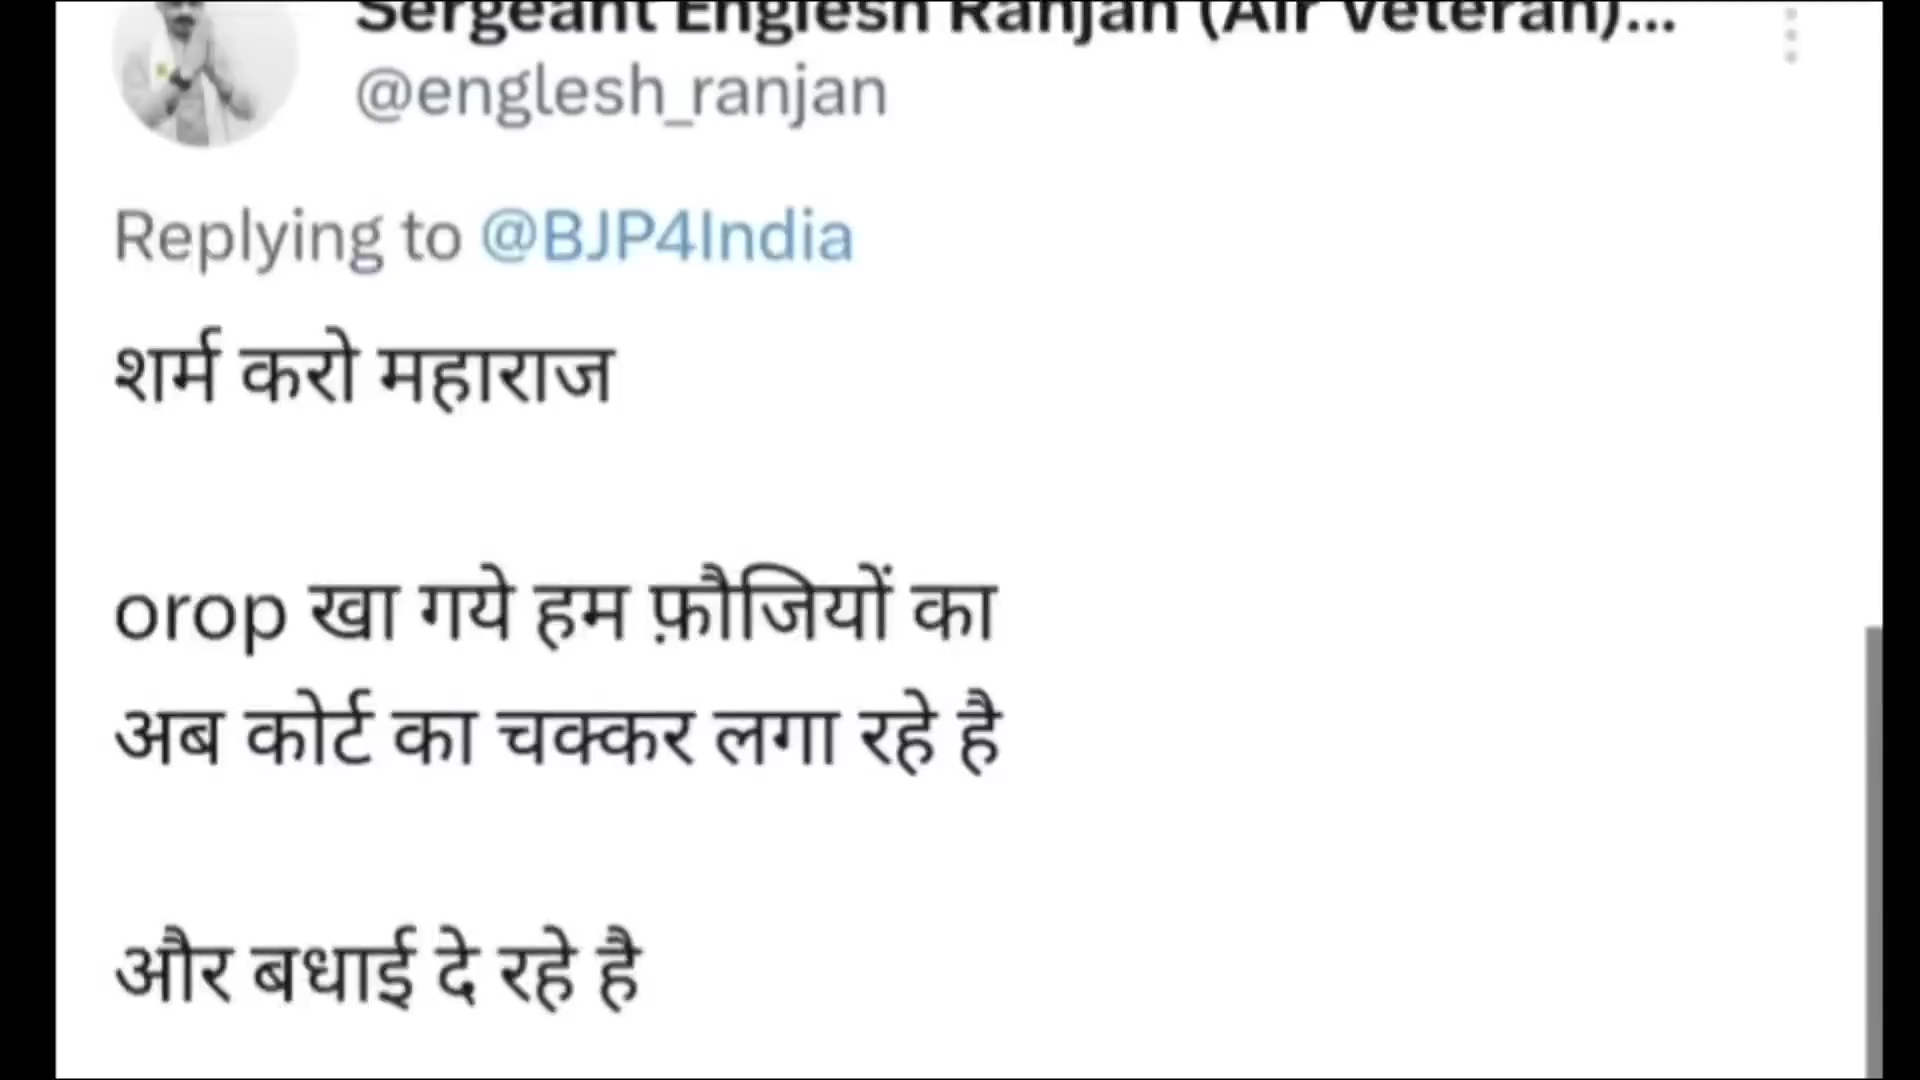 Sergeant Englesh Ranjan (Air Veteran)...
@englesh_ranjan
Replying to @BJP4India
शर्म करो महाराज
orop खा गये हम फ़ौजियों का
अब कोर्ट का चक्कर लगा रहे है
और बधाई दे रहे है